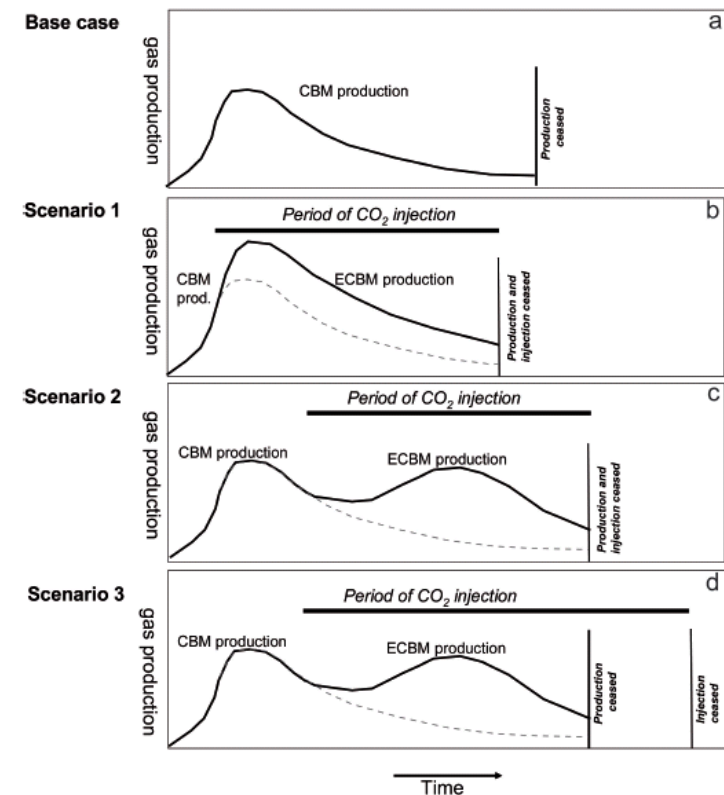 Base case
a
gas production
CBM production
Production
ceased
Scenario 1
b
Period of CO₂ injection
gas production
CBM
prod.
ECBM production
Production and
injection ceased
Scenario 2
c
Period of CO₂ injection
gas production
CBM production
ECBM production
Production and
injection ceased
Scenario 3
d
Period of CO₂ injection
gas production
CBM production
ECBM production
Production
ceased
Injection
ceased
Time